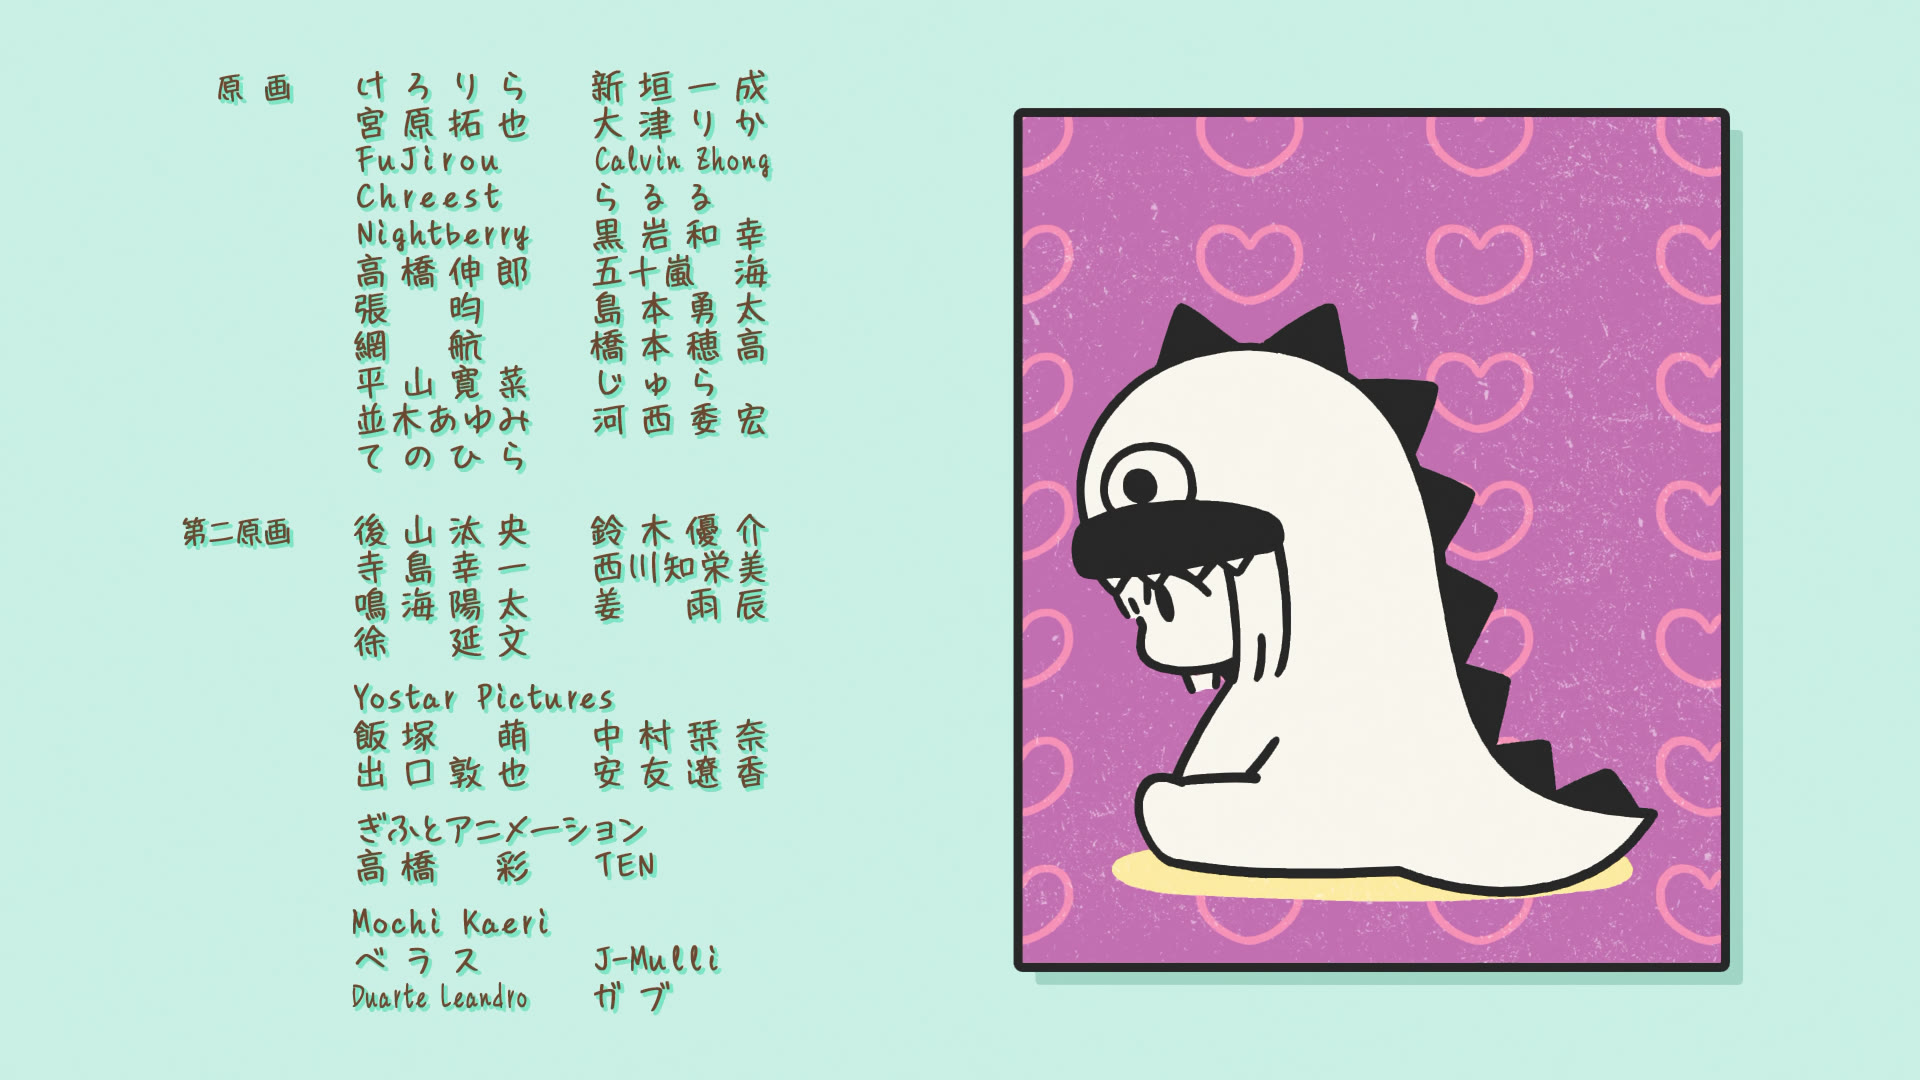 原画 けろりら 新垣一成
宮原拓也 大津りか
FuJirou Calvin Zhong
Chreest らるる
Nightberry 黒岩和幸
高橋伸郎 五十嵐 海
張 昀 島本勇太
網 航 橋本穂高
平山寛菜 じゅら
並木あゆみ 河西委宏
てのひら
第二原画 後山汰央 鈴木優介
寺島幸一 西川知栄美
鳴海陽太 姜 雨辰
徐 延文
Yostar Pictures
飯塚 萌 中村栞奈
出口敦也 安友遼香
ぎふとアニメーション
高橋 彩 TEN
Mochi Kaeri
ベラス J-Mulli
Duarte Leandro ガブ